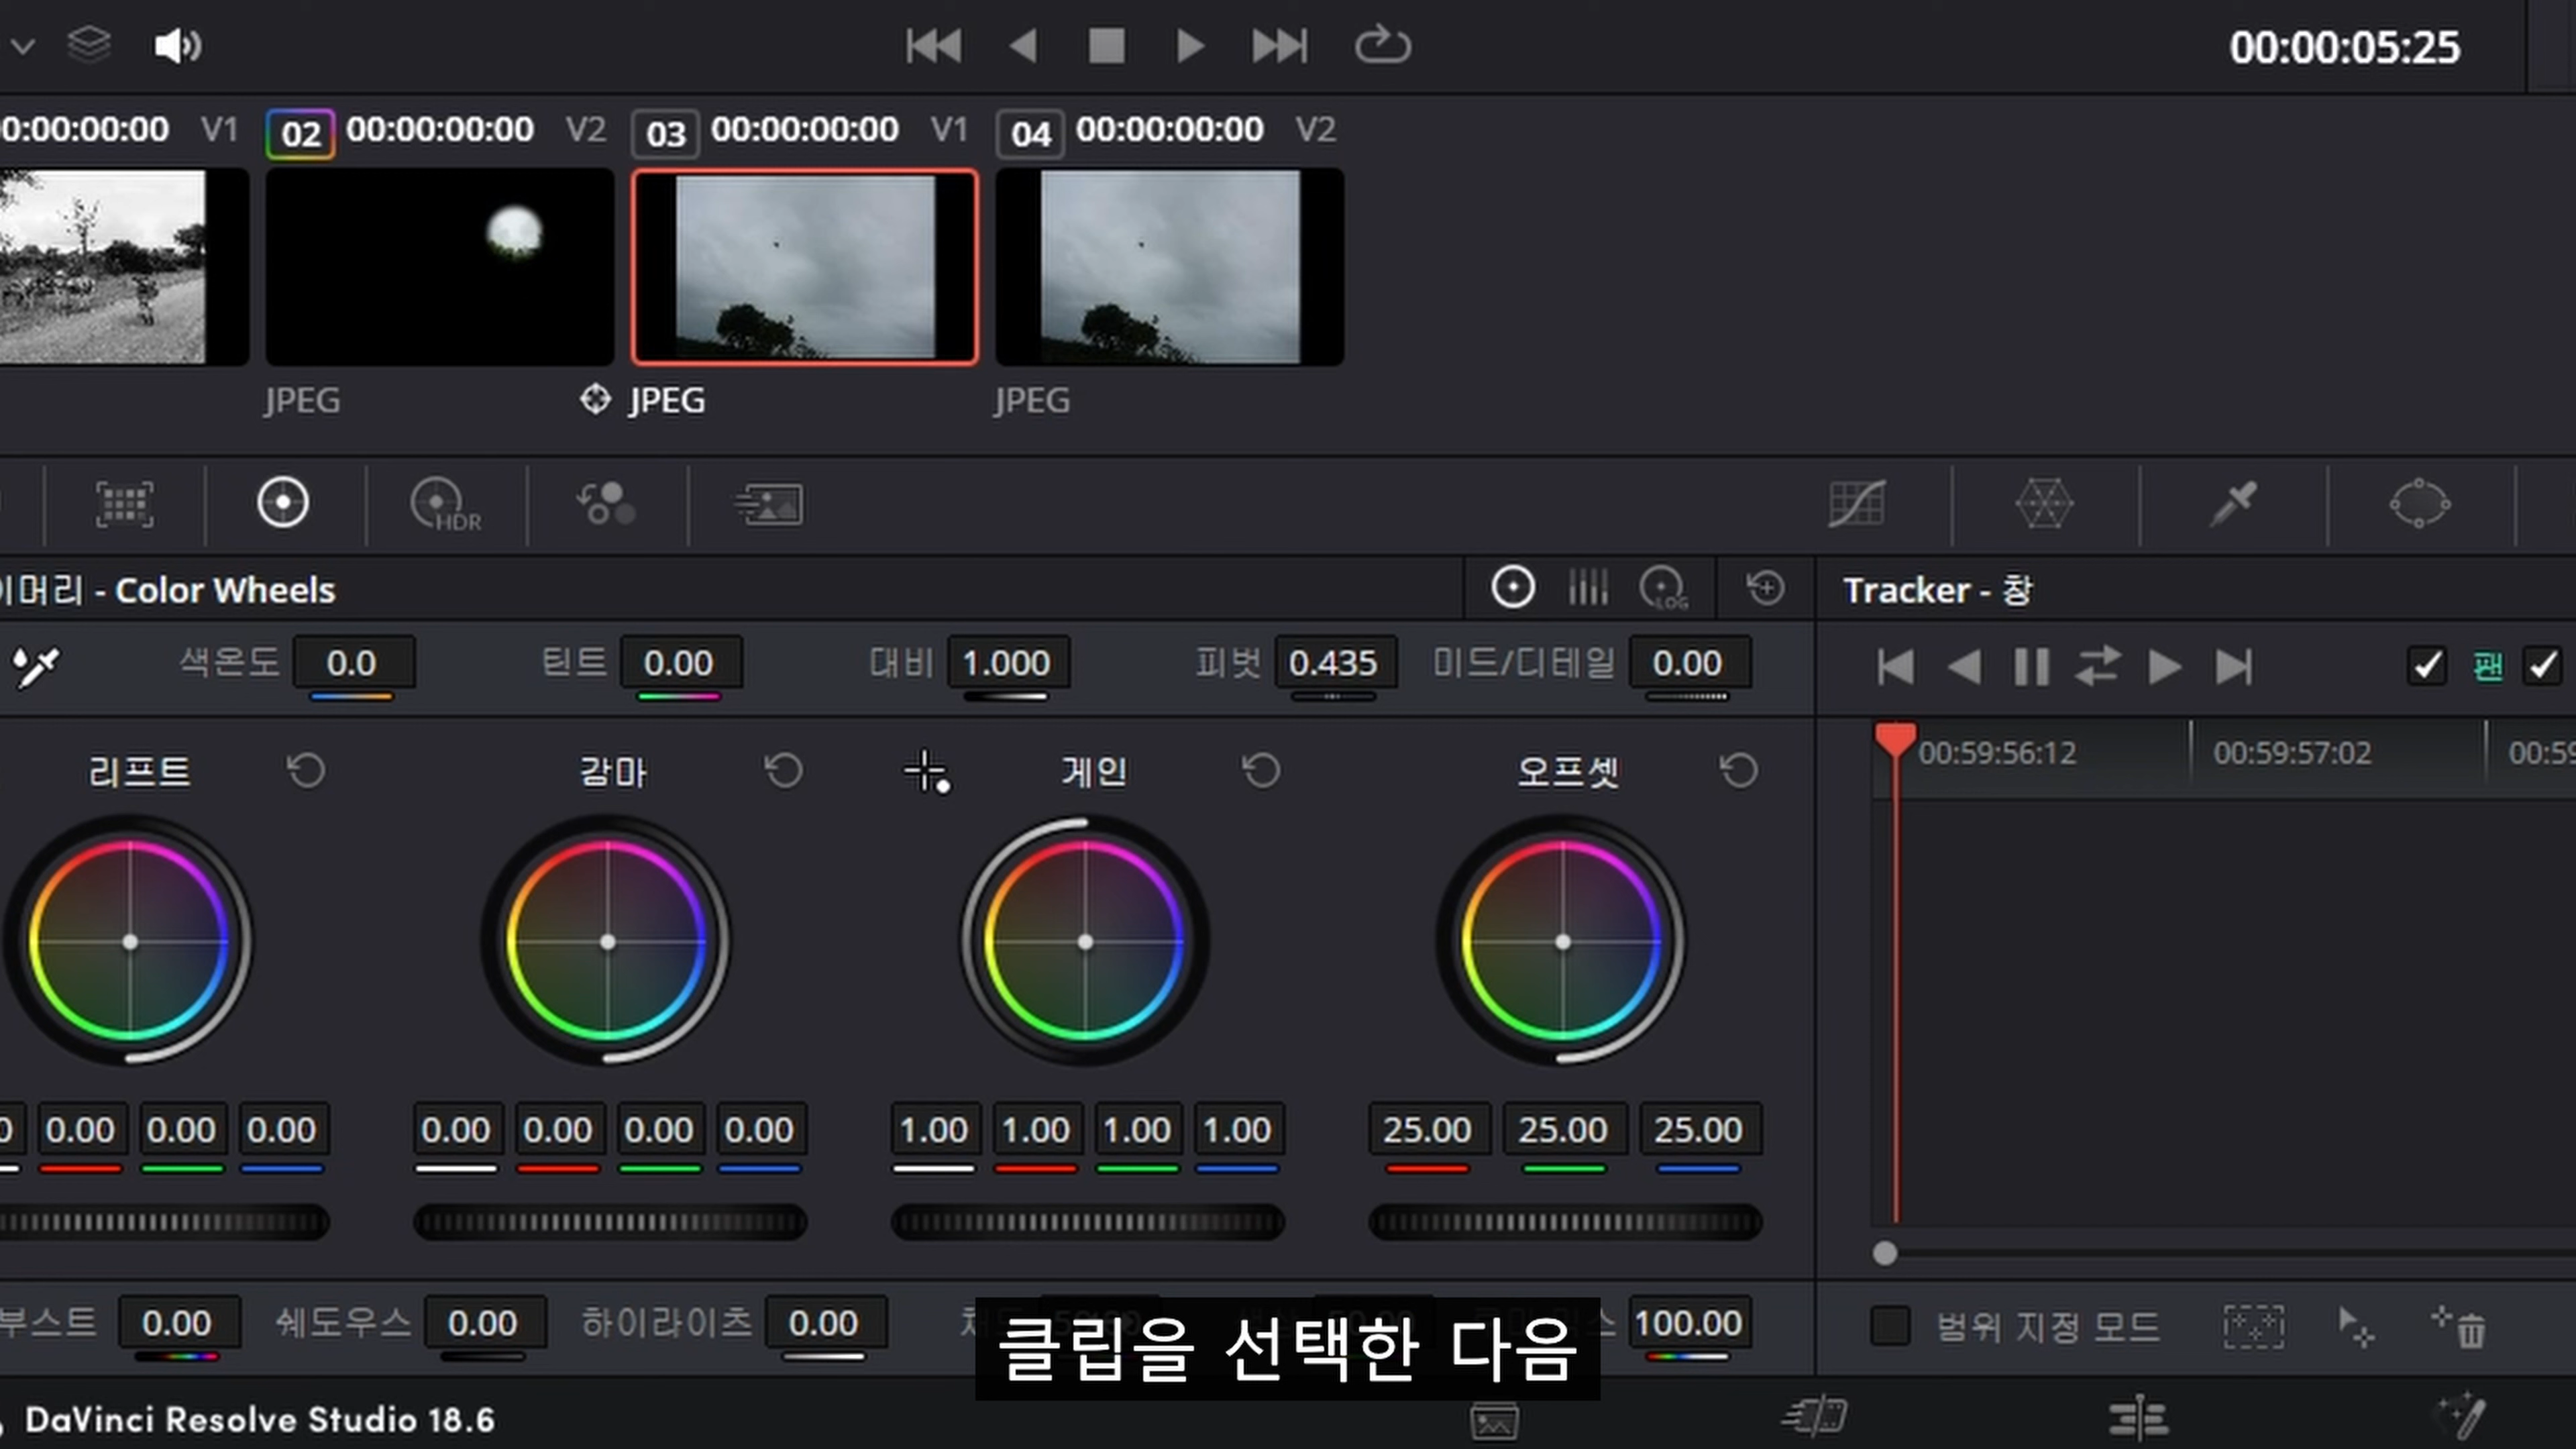 00:00:05:25
0:00:00:00 V1 02 00:00:00:00 V2 03 00:00:00:00 V1 04 00:00:00:00 V2
JPEG JPEG JPEG
HDR
이머리 - Color Wheels LOG Tracker - 창
색온도 0.0 틴트 0.00 대비 1.000 피벗 0.435 미드/디테일 0.00 팬
00:59:56:12 00:59:57:02 00:59
리프트 감마 게인 오프셋
0 0.00 0.00 0.00 0.00 0.00 0.00 0.00 1.00 1.00 1.00 1.00 25.00 25.00 25.00
부스트 0.00 쉐도우스 0.00 하이라이츠 0.00 100.00 범위 지정 모드
클립을 선택한 다음
DaVinci Resolve Studio 18.6